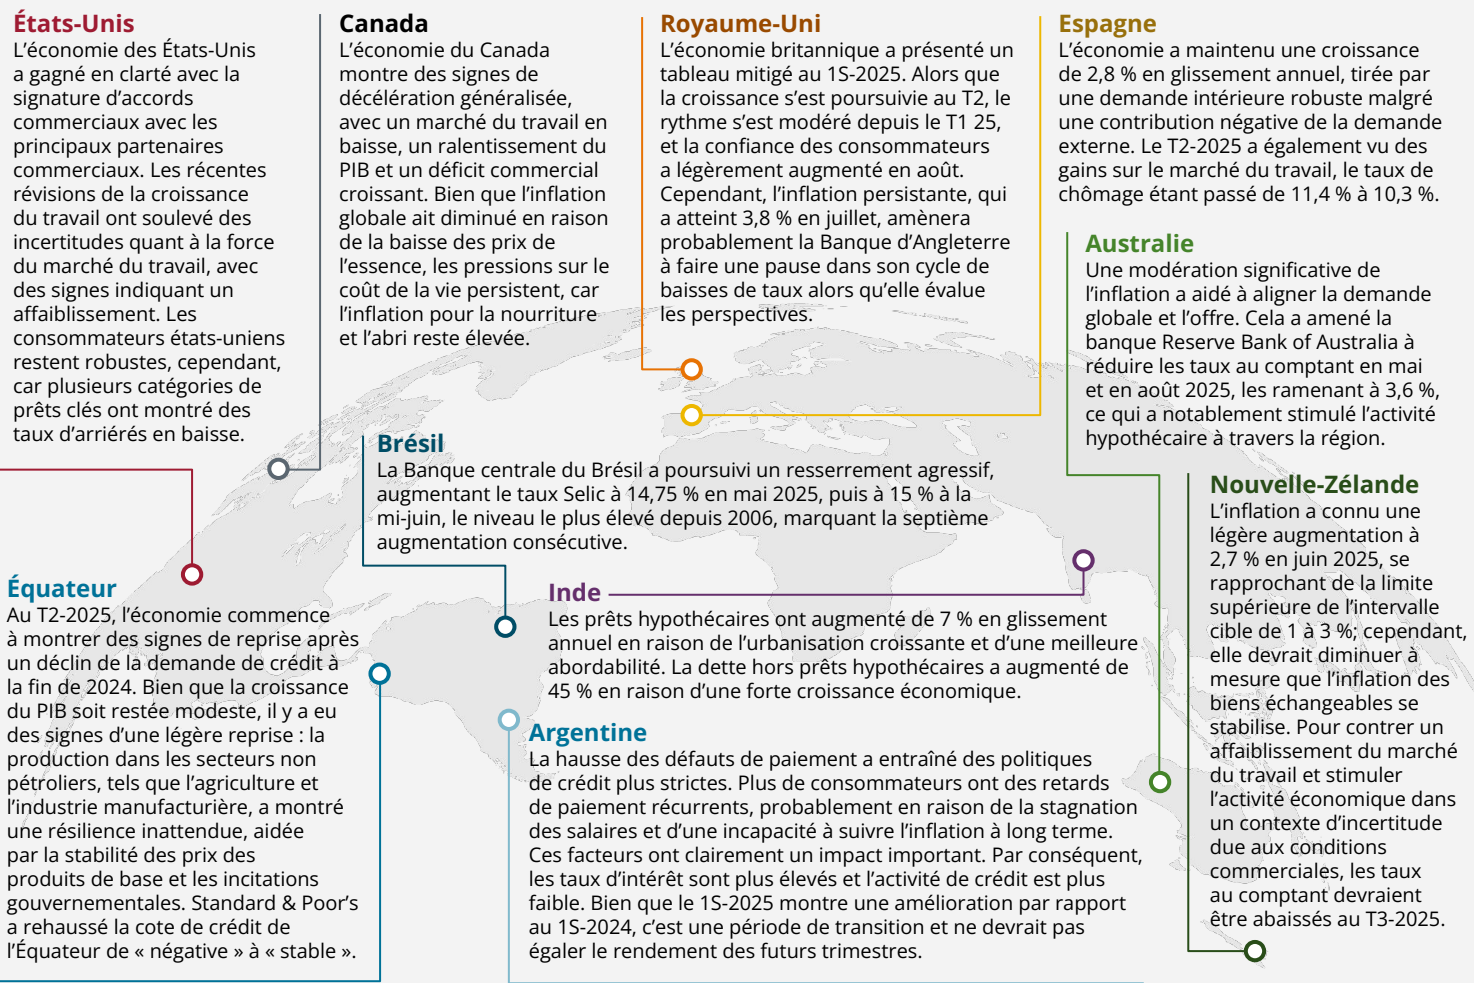 États-Unis
L’économie des États-Unis
a gagné en clarté avec la
signature d’accords
commerciaux avec les
principaux partenaires
commerciaux. Les récentes
révisions de la croissance
du travail ont soulevé des
incertitudes quant à la force
du marché du travail, avec
des signes indiquant un
affaiblissement. Les
consommateurs états-uniens
restent robustes, cependant,
car plusieurs catégories de
prêts clés ont montré des
taux d’arriérés en baisse.
Canada
L’économie du Canada
montre des signes de
décélération généralisée,
avec un marché du travail en
baisse, un ralentissement du
PIB et un déficit commercial
croissant. Bien que l’inflation
globale ait diminué en raison
de la baisse des prix de
l’essence, les pressions sur le
coût de la vie persistent, car
l’inflation pour la nourriture
et l’abri reste élevée.
Royaume-Uni
L’économie britannique a présenté un
tableau mitigé au 1S-2025. Alors que
la croissance s’est poursuivie au T2, le
rythme s’est modéré depuis le T1 25,
et la confiance des consommateurs
a légèrement augmenté en août.
Cependant, l’inflation persistante, qui
a atteint 3,8 % en juillet, amènera
probablement la Banque d’Angleterre
à faire une pause dans son cycle de
baisses de taux alors qu’elle évalue
les perspectives.
Espagne
L’économie a maintenu une croissance
de 2,8 % en glissement annuel, tirée par
une demande intérieure robuste malgré
une contribution négative de la demande
externe. Le T2-2025 a également vu des
gains sur le marché du travail, le taux de
chômage étant passé de 11,4 % à 10,3 %.
Australie
Une modération significative de
l’inflation a aidé à aligner la demande
globale et l’offre. Cela a amené la
banque Reserve Bank of Australia à
réduire les taux au comptant en mai
et en août 2025, les ramenant à 3,6 %,
ce qui a notablement stimulé l’activité
hypothécaire à travers la région.
Brésil
La Banque centrale du Brésil a poursuivi un resserrement agressif,
augmentant le taux Selic à 14,75 % en mai 2025, puis à 15 % à la
mi-juin, le niveau le plus élevé depuis 2006, marquant la septième
augmentation consécutive.
Nouvelle-Zélande
L’inflation a connu une
légère augmentation à
2,7 % en juin 2025, se
rapprochant de la limite
supérieure de l’intervalle
cible de 1 à 3 %; cependant,
elle devrait diminuer à
mesure que l’inflation des
biens échangeables se
stabilise. Pour contrer un
affaiblissement du marché
du travail et stimuler
l’activité économique dans
un contexte d’incertitude
due aux conditions
commerciales, les taux
au comptant devraient
être abaissés au T3-2025.
Équateur
Au T2-2025, l’économie commence
à montrer des signes de reprise après
un déclin de la demande de crédit à
la fin de 2024. Bien que la croissance
du PIB soit restée modeste, il y a eu
des signes d’une légère reprise : la
production dans les secteurs non
pétroliers, tels que l’agriculture et
l’industrie manufacturière, a montré
une résilience inattendue, aidée
par la stabilité des prix des
produits de base et les incitations
gouvernementales. Standard & Poor’s
a rehaussé la cote de crédit de
l’Équateur de « négative » à « stable ».
Inde
Les prêts hypothécaires ont augmenté de 7 % en glissement
annuel en raison de l’urbanisation croissante et d’une meilleure
abordabilité. La dette hors prêts hypothécaires a augmenté de
45 % en raison d’une forte croissance économique.
Argentine
La hausse des défauts de paiement a entraîné des politiques
de crédit plus strictes. Plus de consommateurs ont des retards
de paiement récurrents, probablement en raison de la stagnation
des salaires et d’une incapacité à suivre l’inflation à long terme.
Ces facteurs ont clairement un impact important. Par conséquent,
les taux d’intérêt sont plus élevés et l’activité de crédit est plus
faible. Bien que le 1S-2025 montre une amélioration par rapport
au 1S-2024, c’est une période de transition et ne devrait pas
égaler le rendement des futurs trimestres.